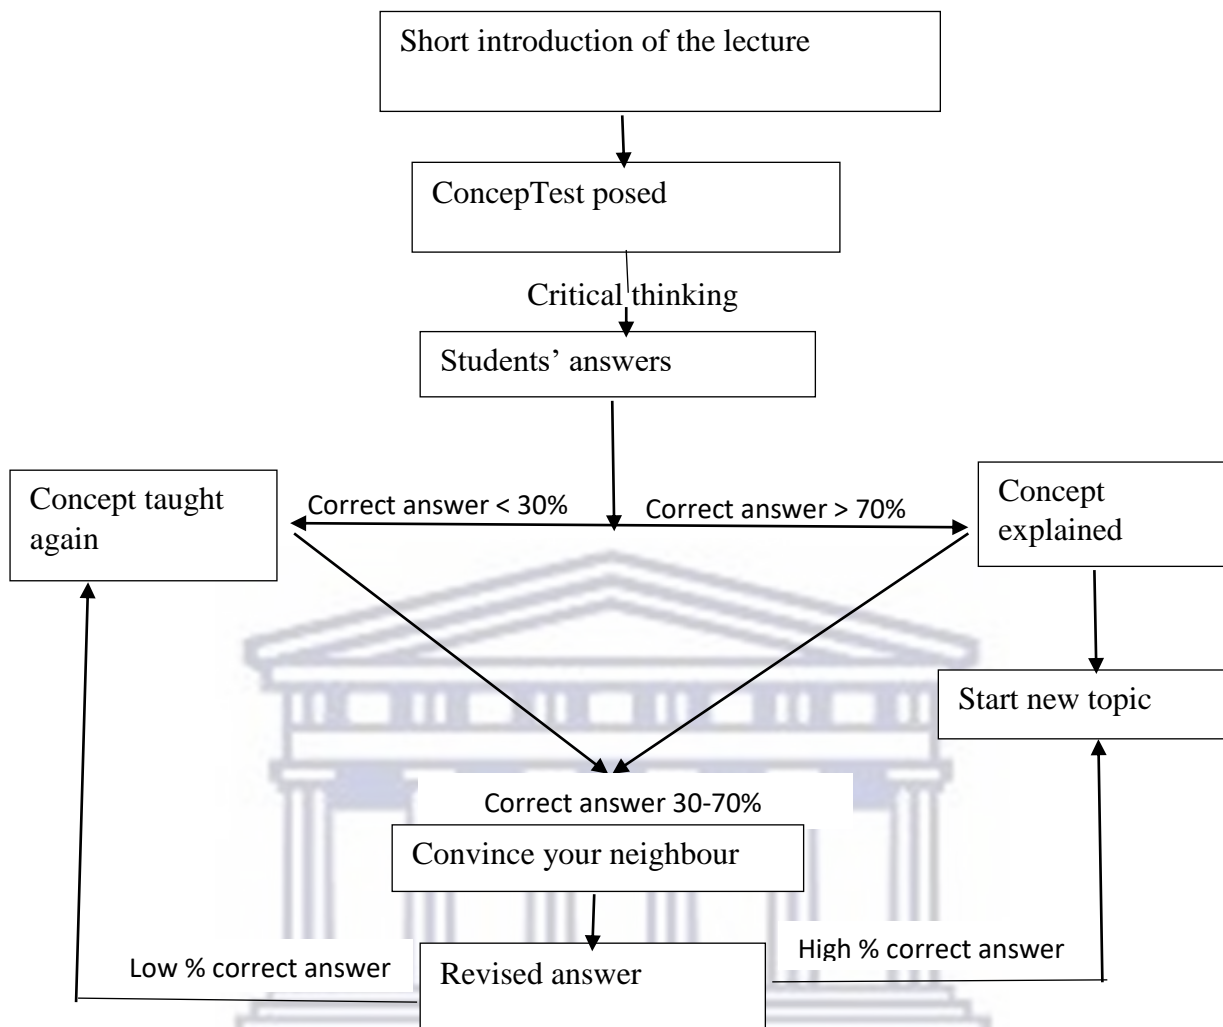 Short introduction of the lecture
ConcepTest posed
Critical thinking
Students’ answers
Concept taught
again
Correct answer < 30%
Correct answer > 70%
Concept
explained
Start new topic
Correct answer 30-70%
Convince your neighbour
Low % correct answer
Revised answer
High % correct answer